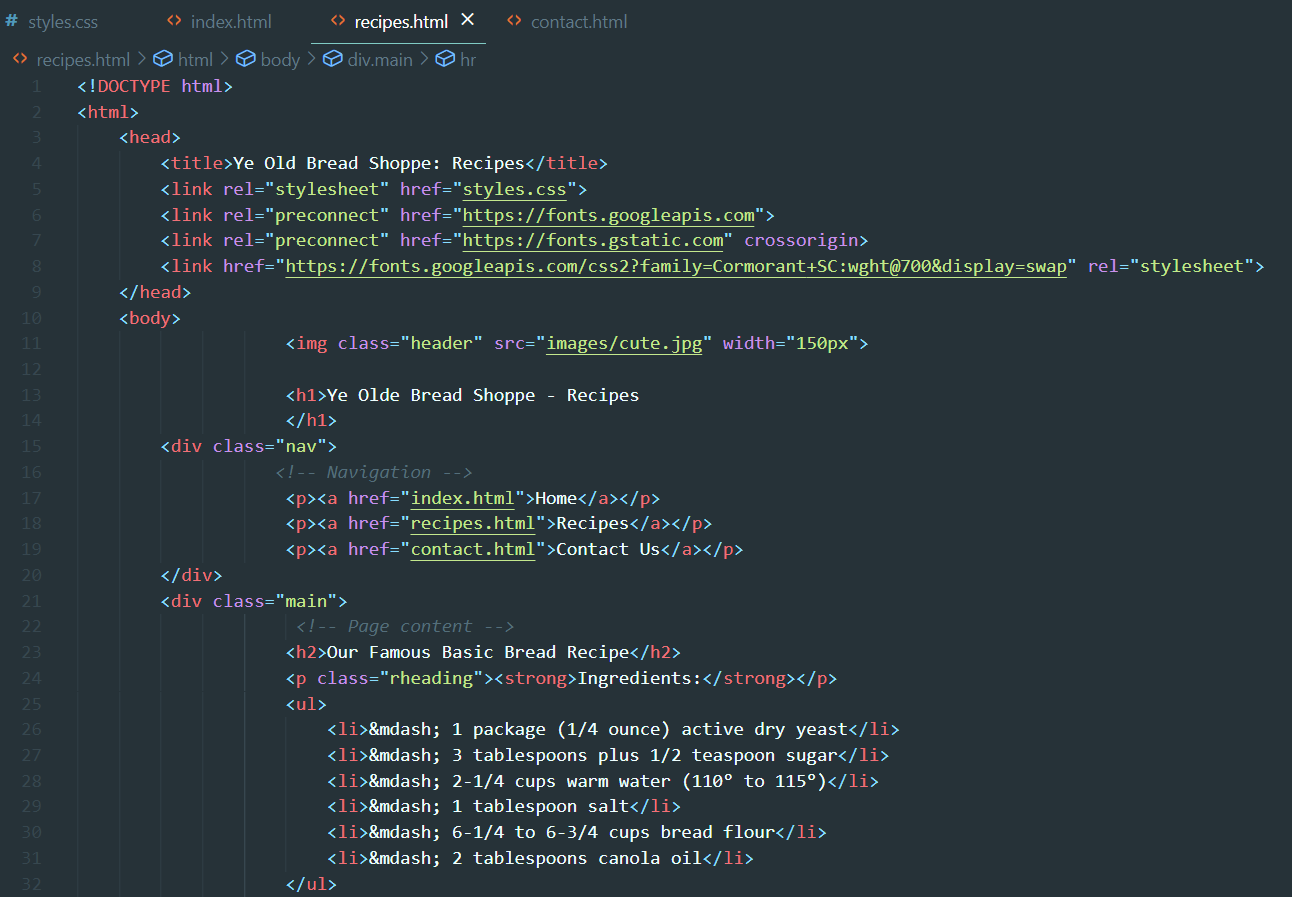 # styles.css <> index.html <> recipes.html × <> contact.html
<> recipes.html > html > body > div.main > hr
1 <!DOCTYPE html>
2 <html>
3 <head>
4 <title>Ye Old Bread Shoppe: Recipes</title>
5 <link rel="stylesheet" href="styles.css">
6 <link rel="preconnect" href="https://fonts.googleapis.com">
7 <link rel="preconnect" href="https://fonts.gstatic.com" crossorigin>
8 <link href="https://fonts.googleapis.com/css2?family=Cormorant+SC:wght@700&display=swap" rel="stylesheet">
9 </head>
10 <body>
11 <img class="header" src="images/cute.jpg" width="150px">
12
13 <h1>Ye Olde Bread Shoppe - Recipes
14 </h1>
15 <div class="nav">
16 <!-- Navigation -->
17 <p><a href="index.html">Home</a></p>
18 <p><a href="recipes.html">Recipes</a></p>
19 <p><a href="contact.html">Contact Us</a></p>
20 </div>
21 <div class="main">
22 <!-- Page content -->
23 <h2>Our Famous Basic Bread Recipe</h2>
24 <p class="rheading"><strong>Ingredients:</strong></p>
25 <ul>
26 <li>&mdash; 1 package (1/4 ounce) active dry yeast</li>
27 <li>&mdash; 3 tablespoons plus 1/2 teaspoon sugar</li>
28 <li>&mdash; 2-1/4 cups warm water (110° to 115°)</li>
29 <li>&mdash; 1 tablespoon salt</li>
30 <li>&mdash; 6-1/4 to 6-3/4 cups bread flour</li>
31 <li>&mdash; 2 tablespoons canola oil</li>
32 </ul>